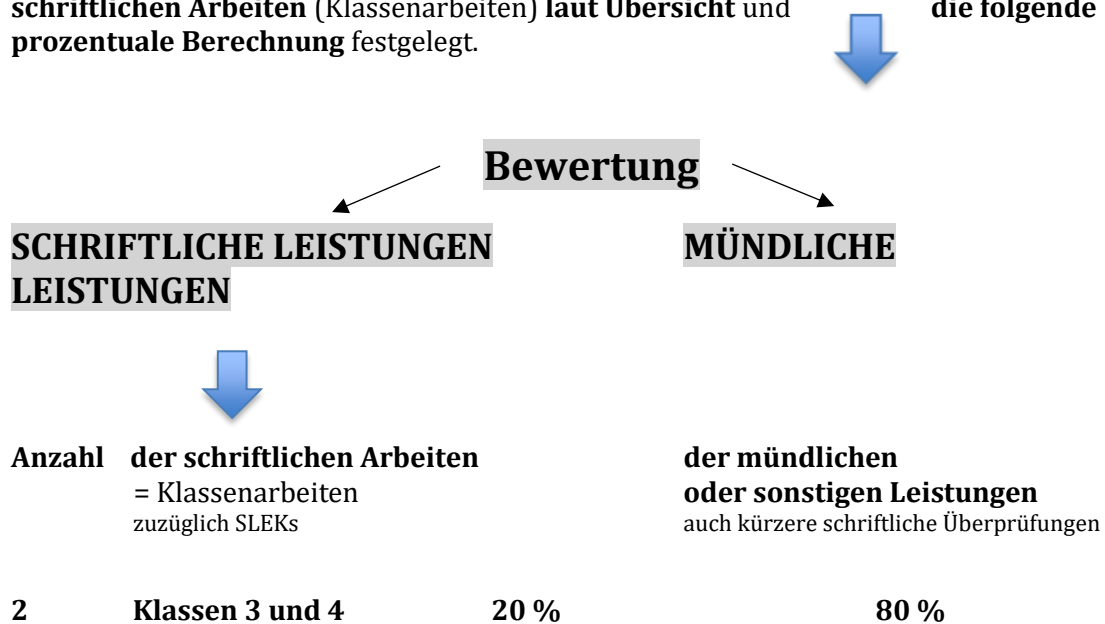 schriftlichen Arbeiten (Klassenarbeiten) laut Übersicht und die folgende
prozentuale Berechnung festgelegt.
Bewertung
SCHRIFTLICHE LEISTUNGEN MÜNDLICHE
LEISTUNGEN
Anzahl der schriftlichen Arbeiten der mündlichen
= Klassenarbeiten oder sonstigen Leistungen
zuzüglich SLEKs auch kürzere schriftliche Überprüfungen
2 Klassen 3 und 4 20 % 80 %